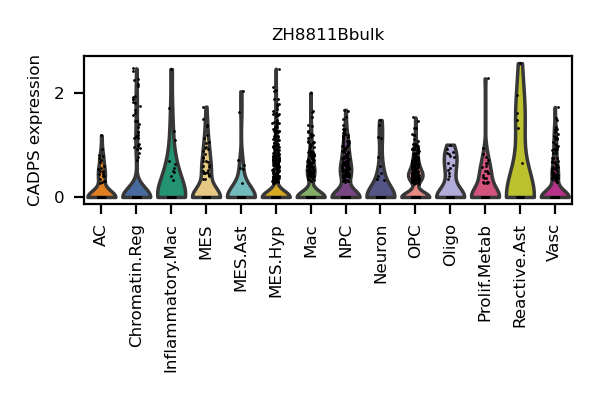 ZH8811Bbulk
CADPS expression
2
0
AC
Chromatin.Reg
Inflammatory.Mac
MES
MES.Ast
MES.Hyp
Mac
NPC
Neuron
OPC
Oligo
Prolif.Metab
Reactive.Ast
Vasc